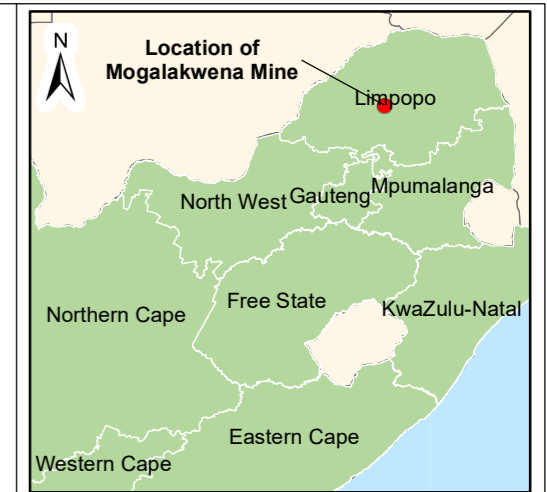 N
Location of
Mogalakwena Mine
Limpopo
North West
Gauteng
Mpumalanga
Northern Cape
Free State
KwaZulu-Natal
Eastern Cape
Western Cape